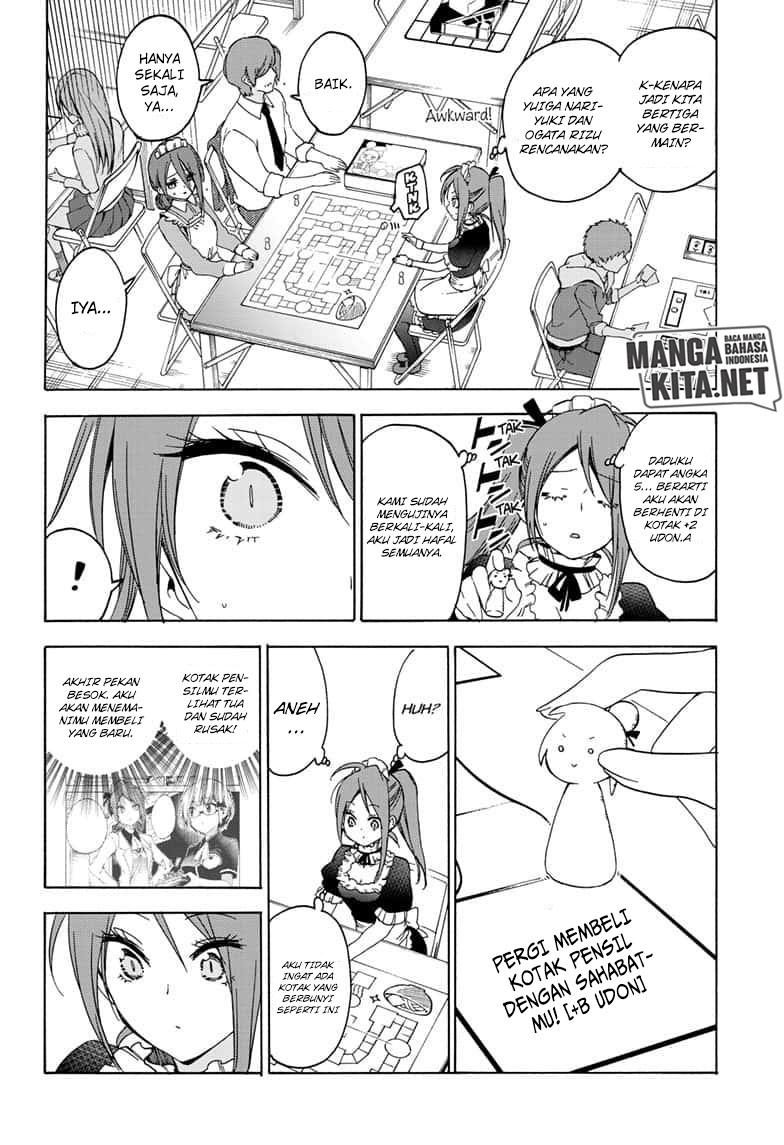 K-KENAPA
JADI KITA
BERTIGA
YANG BER-
MAIN?
APA YANG
YUIGA NARI-
YUKI DAN
OGATA RIZU
RENCANAKAN?
Awkward!
BAIK.
HANYA
SEKALI
SAJA,
YA...
KTNK
IYA...
MANGA
KITA.NET
BACA MANGA
BAHASA
INDONESIA
DADUKU
DAPAT ANGKA
5... BERARTI
AKU AKAN
BERHENTI DI
KOTAK +2
UDON.A
TAK
TAK
TAK
KAMI SUDAH
MENGUJINYA
BERKALI-KALI,
AKU JADI HAFAL
SEMUANYA.
!
PERGI MEMBELI
KOTAK PENSIL
DENGAN SAHABAT-
MU! [+8 UDON]
HUH?
ANEH
...
AKU TIDAK
INGAT ADA
KOTAK YANG
BERBUNYI
SEPERTI INI
KOTAK PEN-
SILMU TER-
LIHAT TUA
DAN SUDAH
RUSAK!
AKHIR PEKAN
BESOK. AKU
AKAN MENEMA-
NIMU MEMBELI
YANG BARU.